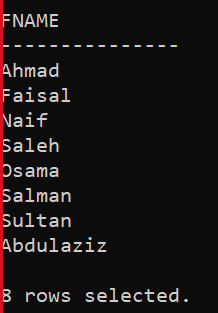 FNAME
---------------
Ahmad
Faisal
Naif
Saleh
Osama
Salman
Sultan
Abdulaziz
8 rows selected.